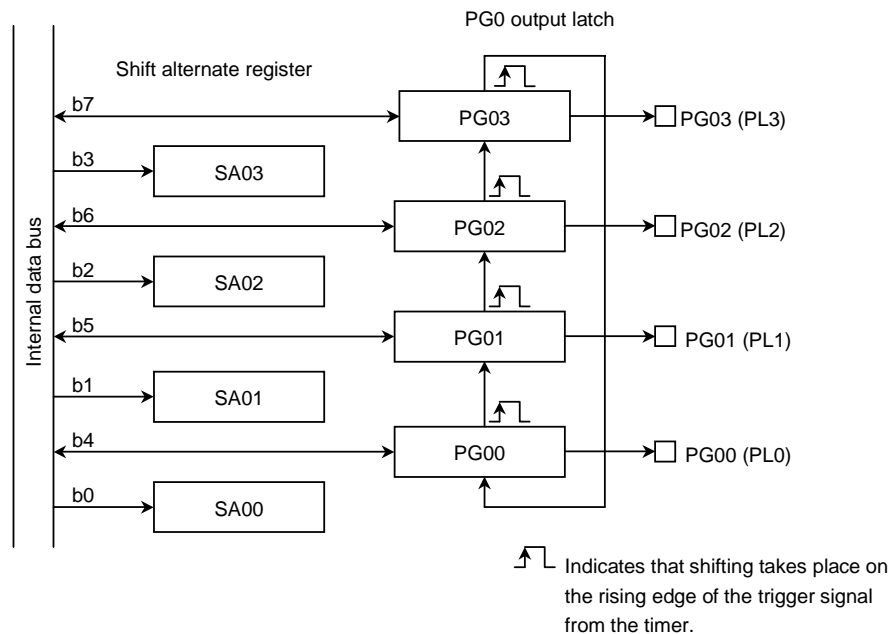 PG0 output latch
Shift alternate register
b7
PG03
PG03 (PL3)
b3
SA03
b6
PG02
PG02 (PL2)
b2
SA02
Internal data bus
b5
PG01
PG01 (PL1)
b1
SA01
b4
PG00
PG00 (PL0)
b0
SA00
Indicates that shifting takes place on
the rising edge of the trigger signal
from the timer.